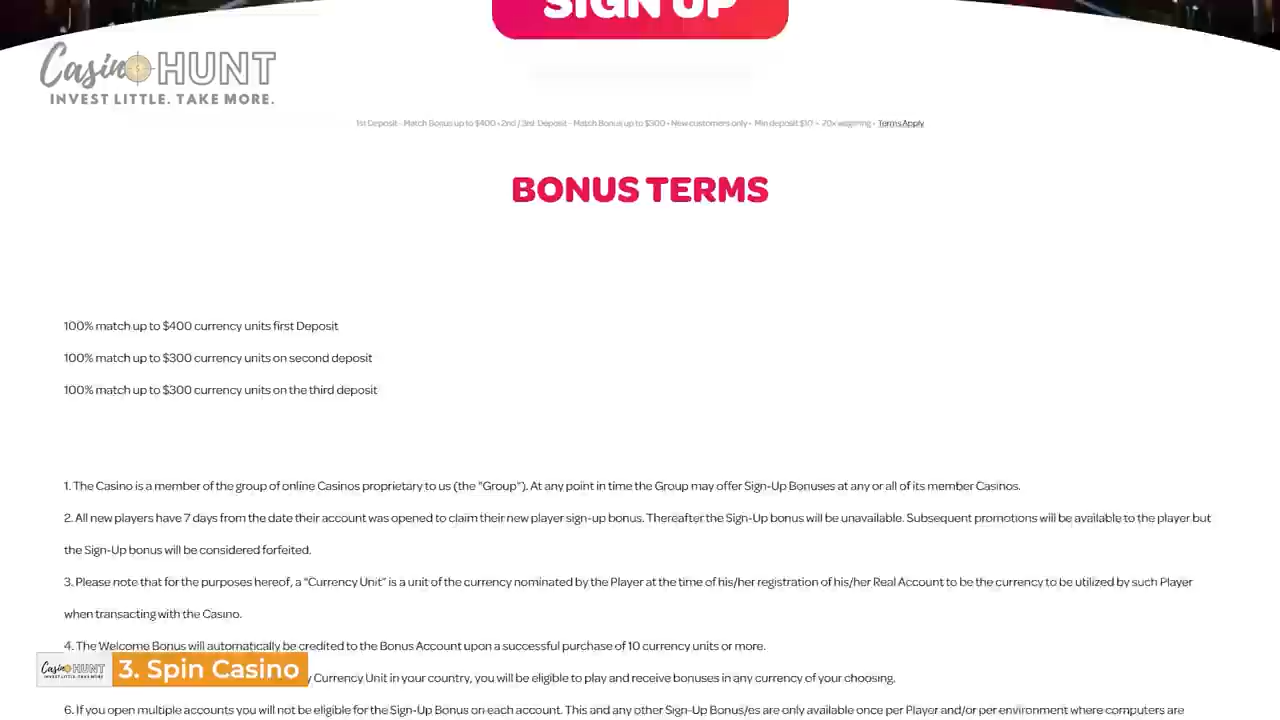 SIGN UP
Casino HUNT
INVEST LITTLE. TAKE MORE.
1st Deposit - Match Bonus up to $400 • 2nd / 3rd Deposit - Match Bonus up to $300 • New customers only • Min deposit $10 • 70x wagering • Terms Apply
BONUS TERMS
100% match up to $400 currency units first Deposit
100% match up to $300 currency units on second deposit
100% match up to $300 currency units on the third deposit
1. The Casino is a member of the group of online Casinos proprietary to us (the "Group"). At any point in time the Group may offer Sign-Up Bonuses at any or all of its member Casinos.
2. All new players have 7 days from the date their account was opened to claim their new player sign-up bonus. Thereafter the Sign-Up bonus will be unavailable. Subsequent promotions will be available to the player but
the Sign-Up bonus will be considered forfeited.
3. Please note that for the purposes hereof, a "Currency Unit" is a unit of the currency nominated by the Player at the time of his/her registration of his/her Real Account to be the currency to be utilized by such Player
when transacting with the Casino.
4. The Welcome Bonus will automatically be credited to the Bonus Account upon a successful purchase of 10 currency units or more.
Casino HUNT
INVEST LITTLE. TAKE MORE.
3. Spin Casino
y Currency Unit in your country, you will be eligible to play and receive bonuses in any currency of your choosing.
6. If you open multiple accounts you will not be eligible for the Sign-Up Bonus on each account. This and any other Sign-Up Bonus/es are only available once per Player and/or per environment where computers are